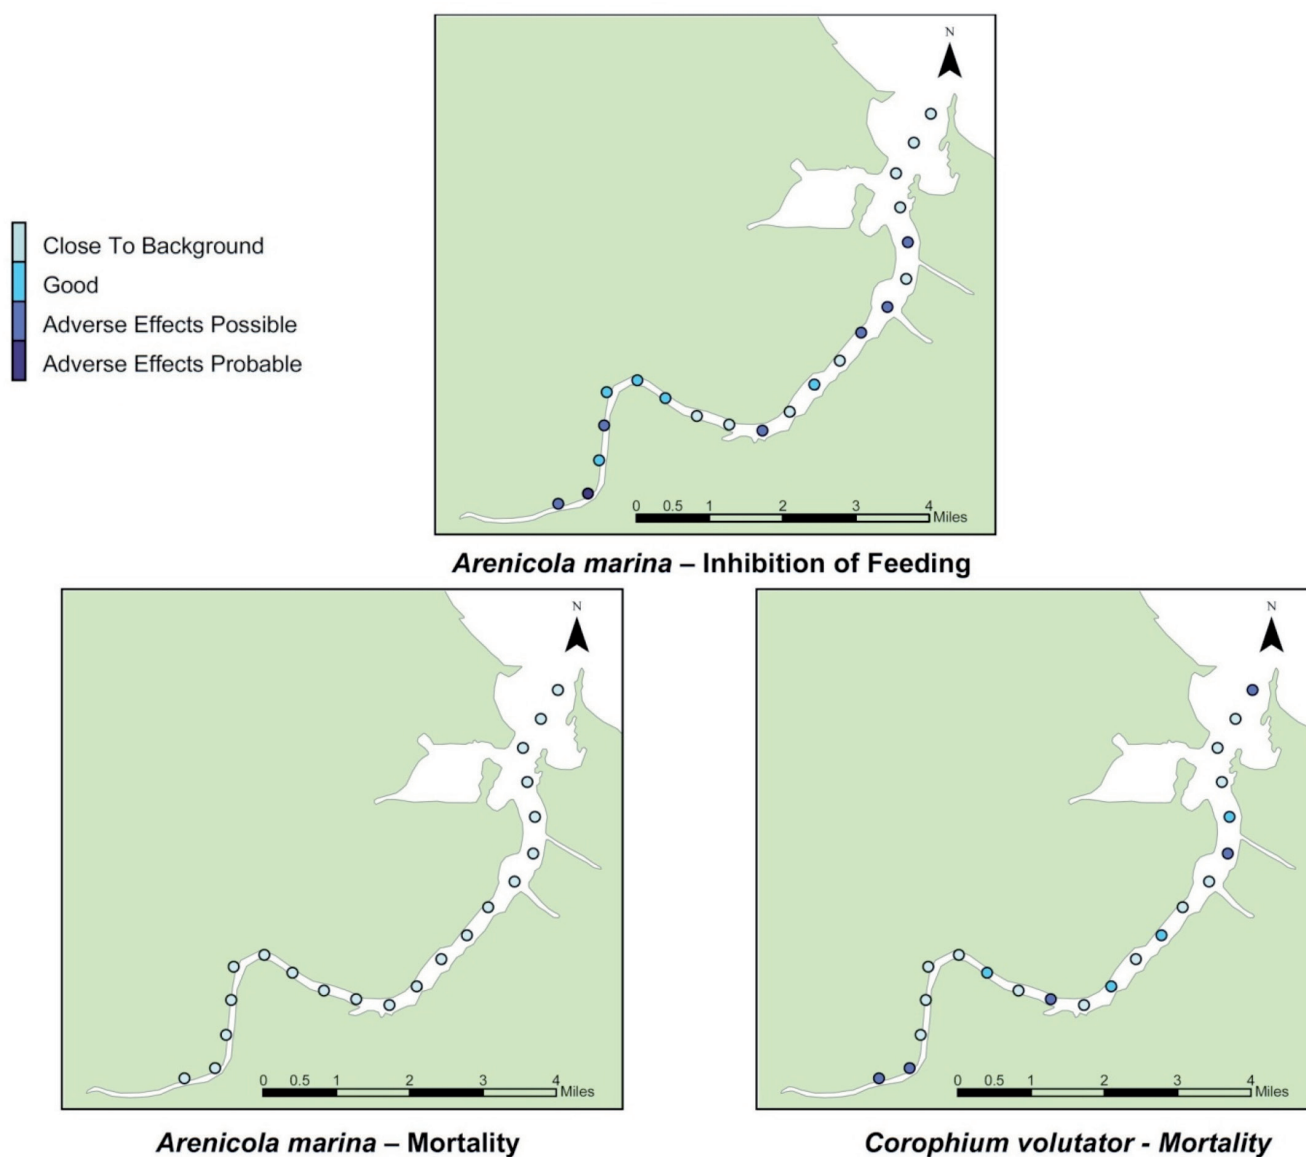 N
Close To Background
Good
Adverse Effects Possible
Adverse Effects Probable
0 0.5 1 2 3 4
Miles
Arenicola marina – Inhibition of Feeding
N
0 0.5 1 2 3 4
Miles
Arenicola marina – Mortality
N
0 0.5 1 2 3 4
Miles
Corophium volutator - Mortality